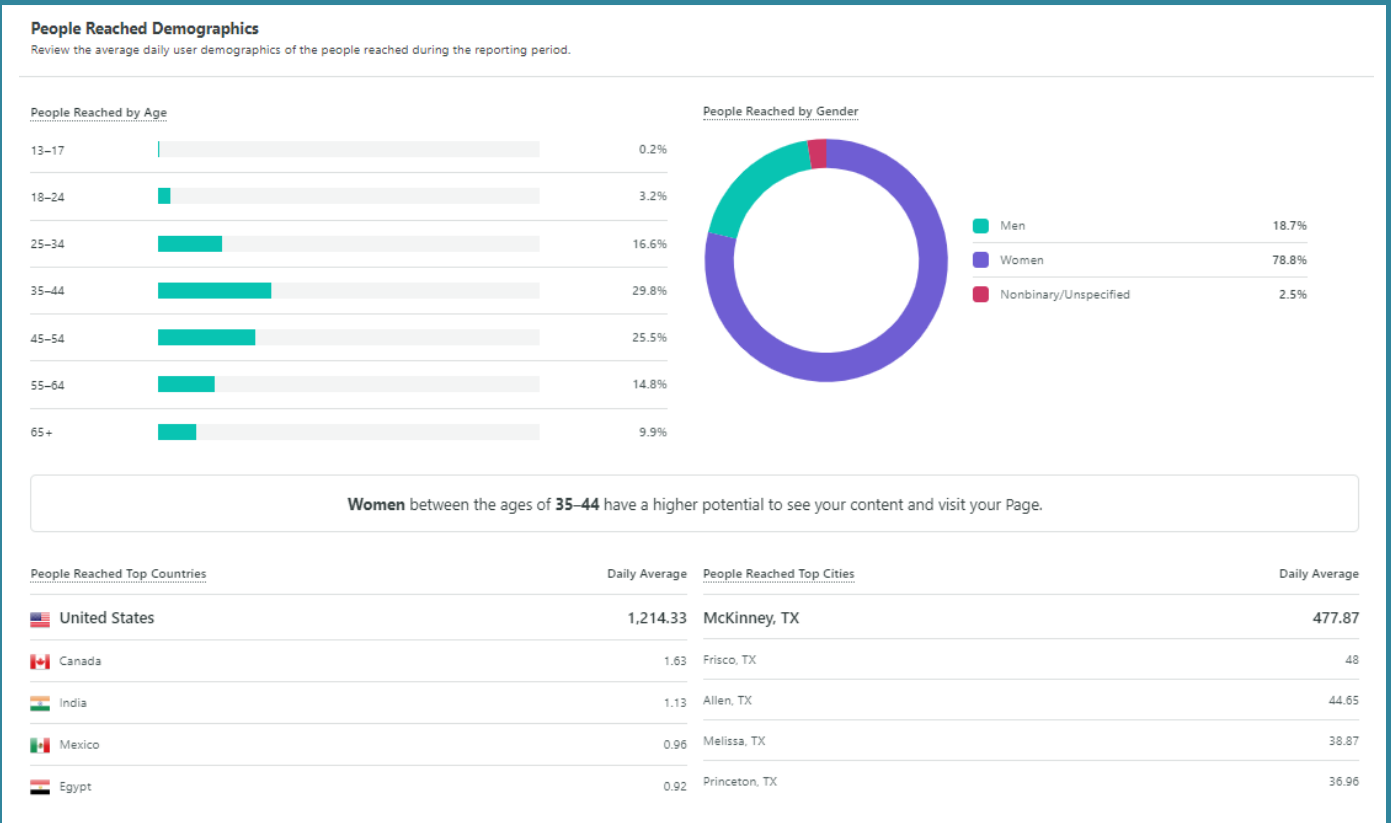 People Reached Demographics
Review the average daily user demographics of the people reached during the reporting period.
People Reached by Age
13–17 0.2%
18–24 3.2%
25–34 16.6%
35–44 29.8%
45–54 25.5%
55–64 14.8%
65+ 9.9%
People Reached by Gender
Men 18.7%
Women 78.8%
Nonbinary/Unspecified 2.5%
Women between the ages of 35–44 have a higher potential to see your content and visit your Page.
People Reached Top Countries Daily Average
United States 1,214.33
Canada 1.63
India 1.13
Mexico 0.96
Egypt 0.92
People Reached Top Cities Daily Average
McKinney, TX 477.87
Frisco, TX 48
Allen, TX 44.65
Melissa, TX 38.87
Princeton, TX 36.96